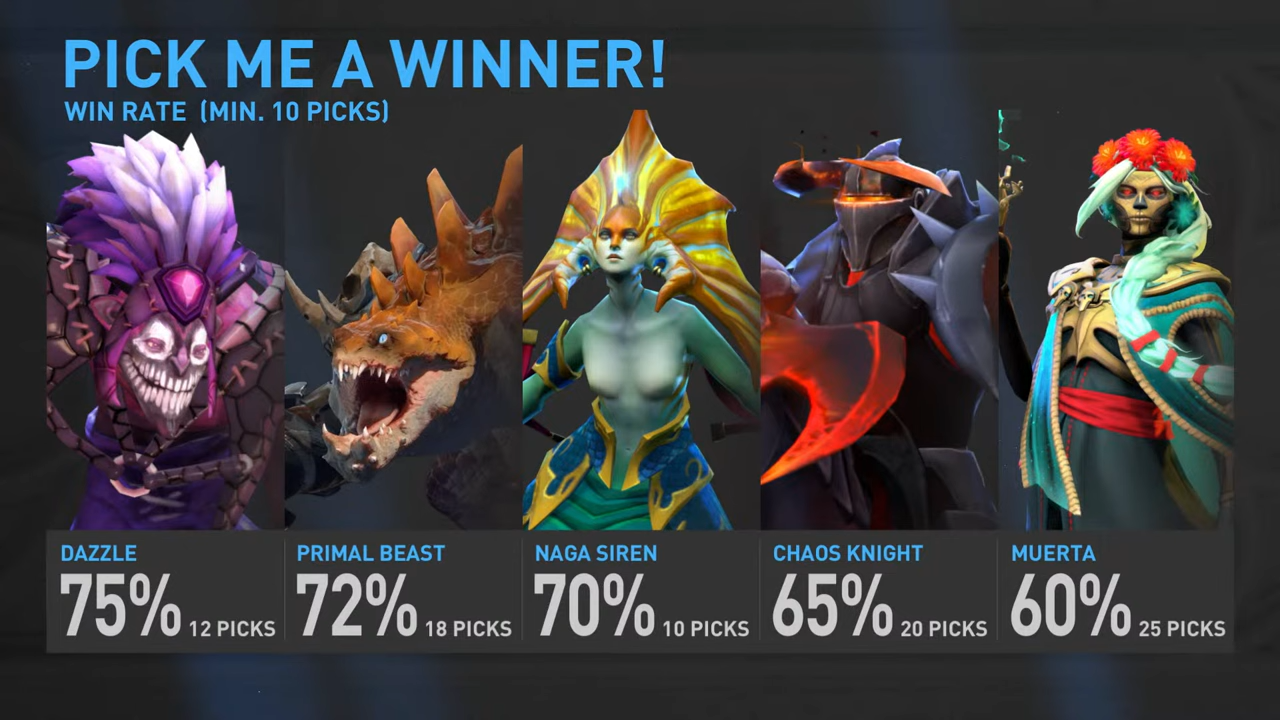 PICK ME A WINNER!
WIN RATE (MIN. 10 PICKS)
DAZZLE
75% 12 PICKS
PRIMAL BEAST
72% 18 PICKS
NAGA SIREN
70% 10 PICKS
CHAOS KNIGHT
65% 20 PICKS
MUERTA
60% 25 PICKS